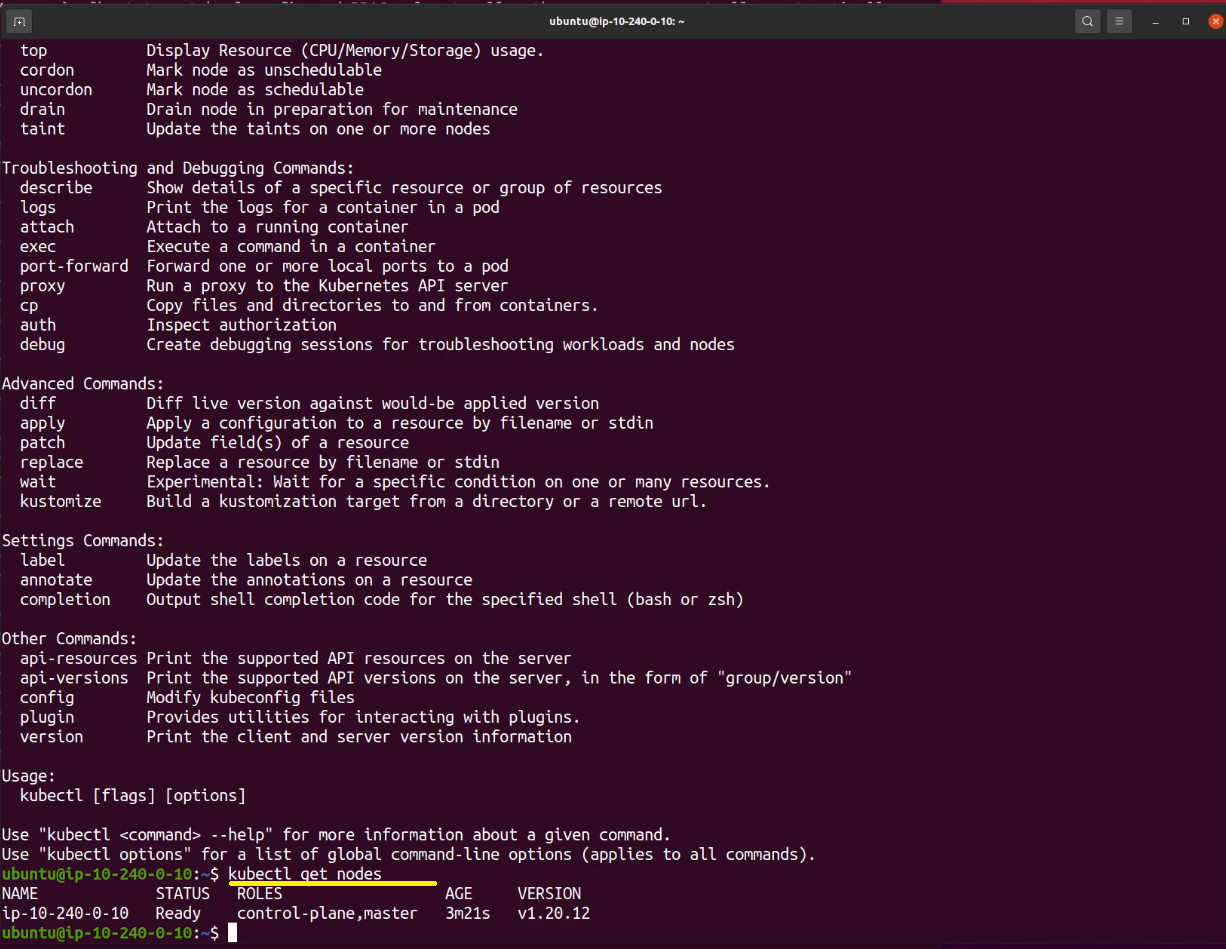 ubuntu@ip-10-240-0-10: ~
top Display Resource (CPU/Memory/Storage) usage.
cordon Mark node as unschedulable
uncordon Mark node as schedulable
drain Drain node in preparation for maintenance
taint Update the taints on one or more nodes
Troubleshooting and Debugging Commands:
describe Show details of a specific resource or group of resources
logs Print the logs for a container in a pod
attach Attach to a running container
exec Execute a command in a container
port-forward Forward one or more local ports to a pod
proxy Run a proxy to the Kubernetes API server
cp Copy files and directories to and from containers.
auth Inspect authorization
debug Create debugging sessions for troubleshooting workloads and nodes
Advanced Commands:
diff Diff live version against would-be applied version
apply Apply a configuration to a resource by filename or stdin
patch Update field(s) of a resource
replace Replace a resource by filename or stdin
wait Experimental: Wait for a specific condition on one or many resources.
kustomize Build a kustomization target from a directory or a remote url.
Settings Commands:
label Update the labels on a resource
annotate Update the annotations on a resource
completion Output shell completion code for the specified shell (bash or zsh)
Other Commands:
api-resources Print the supported API resources on the server
api-versions Print the supported API versions on the server, in the form of "group/version"
config Modify kubeconfig files
plugin Provides utilities for interacting with plugins.
version Print the client and server version information
Usage:
kubectl [flags] [options]
Use "kubectl <command> --help" for more information about a given command.
Use "kubectl options" for a list of global command-line options (applies to all commands).
ubuntu@ip-10-240-0-10:~$ kubectl get nodes
NAME STATUS ROLES AGE VERSION
ip-10-240-0-10 Ready control-plane,master 3m21s v1.20.12
ubuntu@ip-10-240-0-10:~$